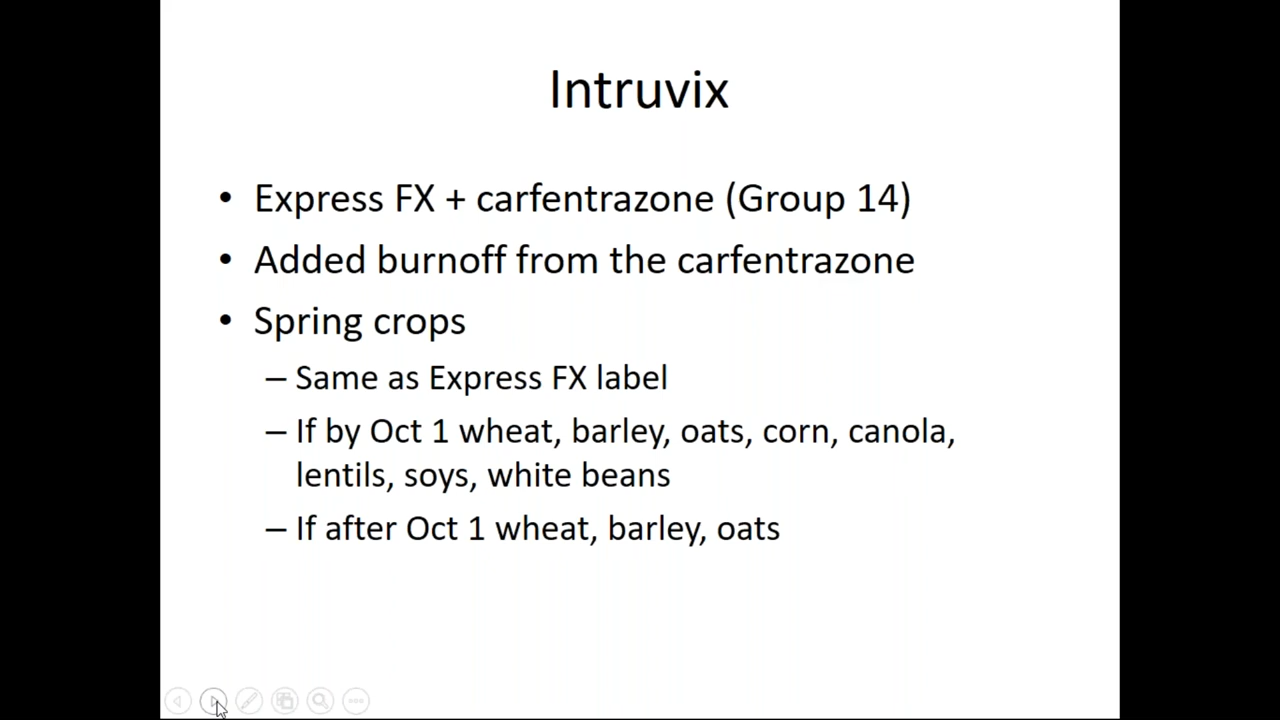 Intruvix
• Express FX + carfentrazone (Group 14)
• Added burnoff from the carfentrazone
• Spring crops
– Same as Express FX label
– If by Oct 1 wheat, barley, oats, corn, canola,
lentils, soys, white beans
– If after Oct 1 wheat, barley, oats